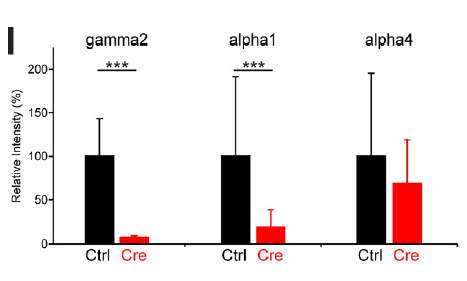 I
gamma2 alpha1 alpha4
*** ***
Relative Intensity (%)
200
150
100
50
0
Ctrl Cre Ctrl Cre Ctrl Cre